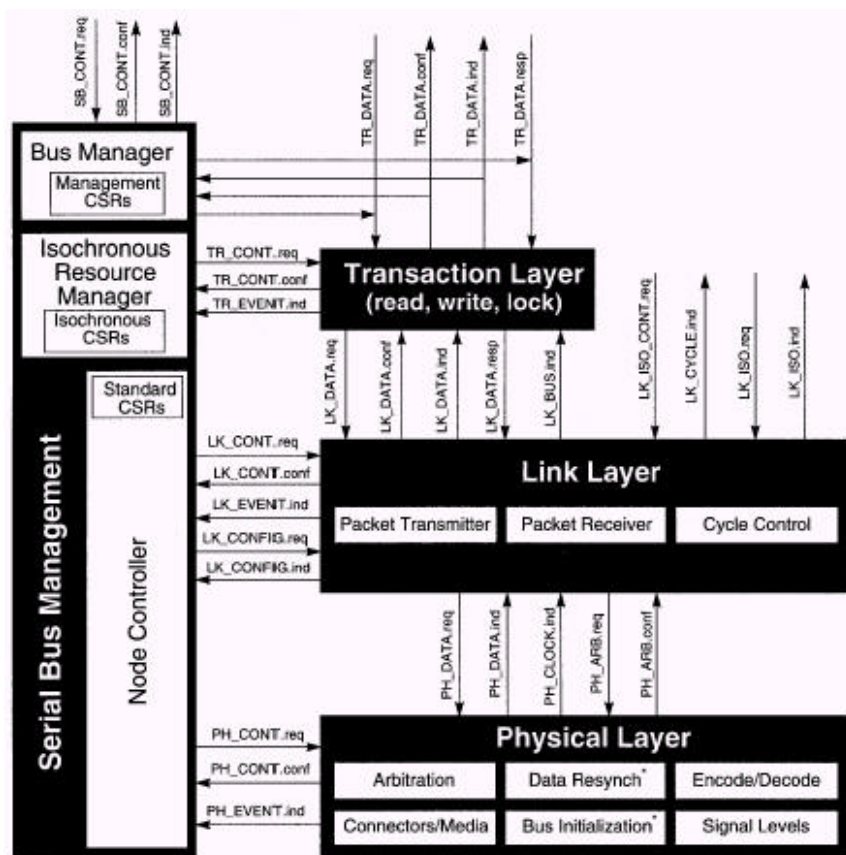 SB_CONT.req
SB_CONT.conf
SB_CONT.ind
TR_DATA.req
TR_DATA.conf
TR_DATA.ind
TR_DATA.resp
Bus Manager
Management
CSRs
Isochronous
Resource
Manager
Isochronous
CSRs
TR_CONT.req
TR_CONT.conf
TR_EVENT.ind
Transaction Layer
(read, write, lock)
LK_DATA.req
LK_DATA.conf
LK_DATA.ind
LK_DATA.resp
LK_BUS.ind
LK_ISO_CONT.req
LK_CYCLE.ind
LK_ISO.req
LK_ISO.ind
Serial Bus Management
Standard
CSRs
Node Controller
LK_CONT.req
LK_CONT.conf
LK_EVENT.ind
LK_CONFIG.req
LK_CONFIG.ind
Link Layer
Packet Transmitter
Packet Receiver
Cycle Control
PH_DATA.req
PH_DATA.ind
PH_CLOCK.ind
PH_ARB.req
PH_ARB.conf
PH_CONT.req
PH_CONT.conf
PH_EVENT.ind
Physical Layer
Arbitration
Data Resynch*
Encode/Decode
Connectors/Media
Bus Initialization*
Signal Levels